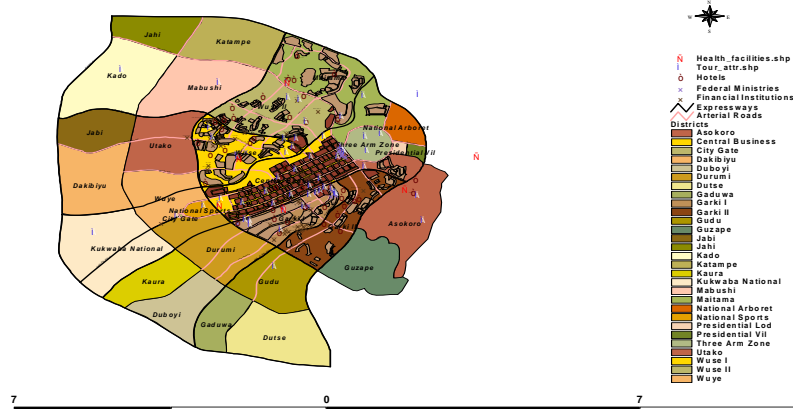 N
W
E
S
Jahi
Katampe
Kado
Mabushi
Jabi
Utako
National Arboret
Three Arm Zone
Presidential Vil
Dakibiyu
Wuye
National Sports
City Gate
Asokoro
Kukwaba National
Durumi
Guzape
Kaura
Gudu
Duboyi
Gaduwa
Dutse
Ñ Health_facilities.shp
Tour_attr.shp
Hotels
Federal Ministries
Financial Institutions
Expressways
Arterial Roads
Districts
Asokoro
Central Business
City Gate
Dakibiyu
Duboyi
Durumi
Dutse
Gaduwa
Garki I
Garki II
Gudu
Guzape
Jabi
Jahi
Kado
Katampe
Kaura
Kukwaba National
Mabushi
Maitama
National Arboret
National Sports
Presidential Lod
Presidential Vil
Three Arm Zone
Utako
Wuse I
Wuse II
Wuye
7 0 7